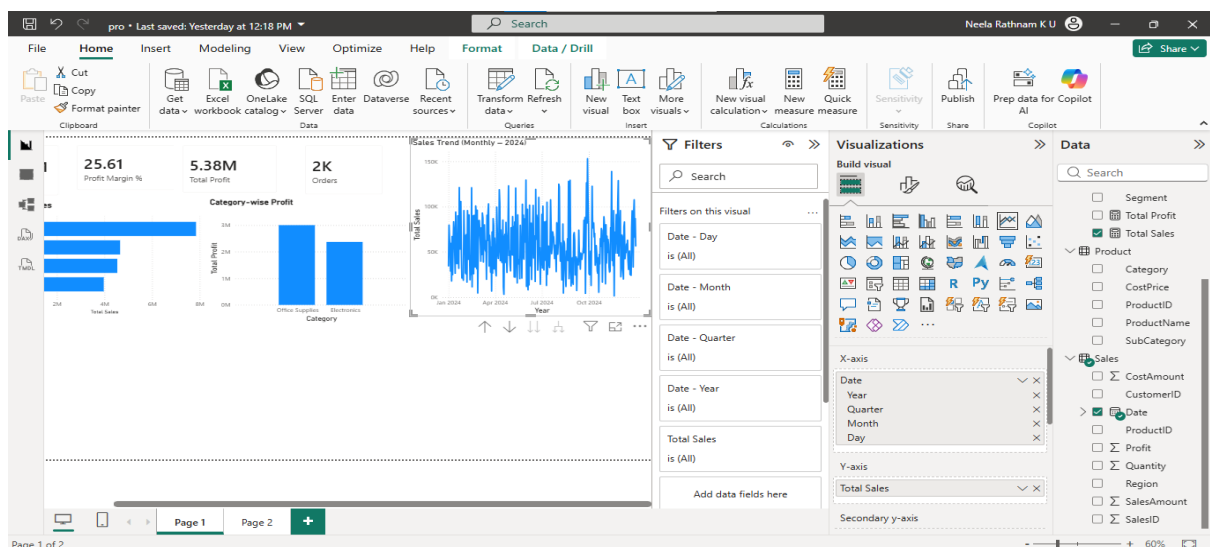 pro • Last saved: Yesterday at 12:18 PM
Search
Neela Rathnam K U
File Home Insert Modeling View Optimize Help Format Data / Drill
Share
Paste
Cut
Copy
Format painter
Get data
Excel workbook
OneLake catalog
SQL Server
Enter data
Dataverse
Recent sources
Transform data
Refresh
New visual
Text box
More visuals
New visual calculation
New measure
Quick measure
Sensitivity
Publish
Prep data for AI
Copilot
Clipboard Data Queries Insert Calculations Sensitivity Share Copilot
DAX
TMDL
25.61
Profit Margin %
5.38M
Total Profit
2K
Orders
es
2M 4M 6M 8M
Total Sales
Category-wise Profit
Total Profit
3M
2M
1M
0M
Office Supplies Electronics
Category
Sales Trend (Monthly – 2024)
Total Sales
150K
100K
50K
0K
Jan 2024 Apr 2024 Jul 2024 Oct 2024
Year
Filters
Search
Filters on this visual
Date - Day
is (All)
Date - Month
is (All)
Date - Quarter
is (All)
Date - Year
is (All)
Total Sales
is (All)
Add data fields here
Visualizations
Build visual
123
R Py
X-axis
Date
Year
Quarter
Month
Day
Y-axis
Total Sales
Secondary y-axis
Data
Search
Segment
Total Profit
Total Sales
Product
Category
CostPrice
ProductID
ProductName
SubCategory
Sales
Σ CostAmount
CustomerID
Date
ProductID
Σ Profit
Σ Quantity
Region
Σ SalesAmount
Σ SalesID
Page 1 Page 2
Page 1 of 2
60%